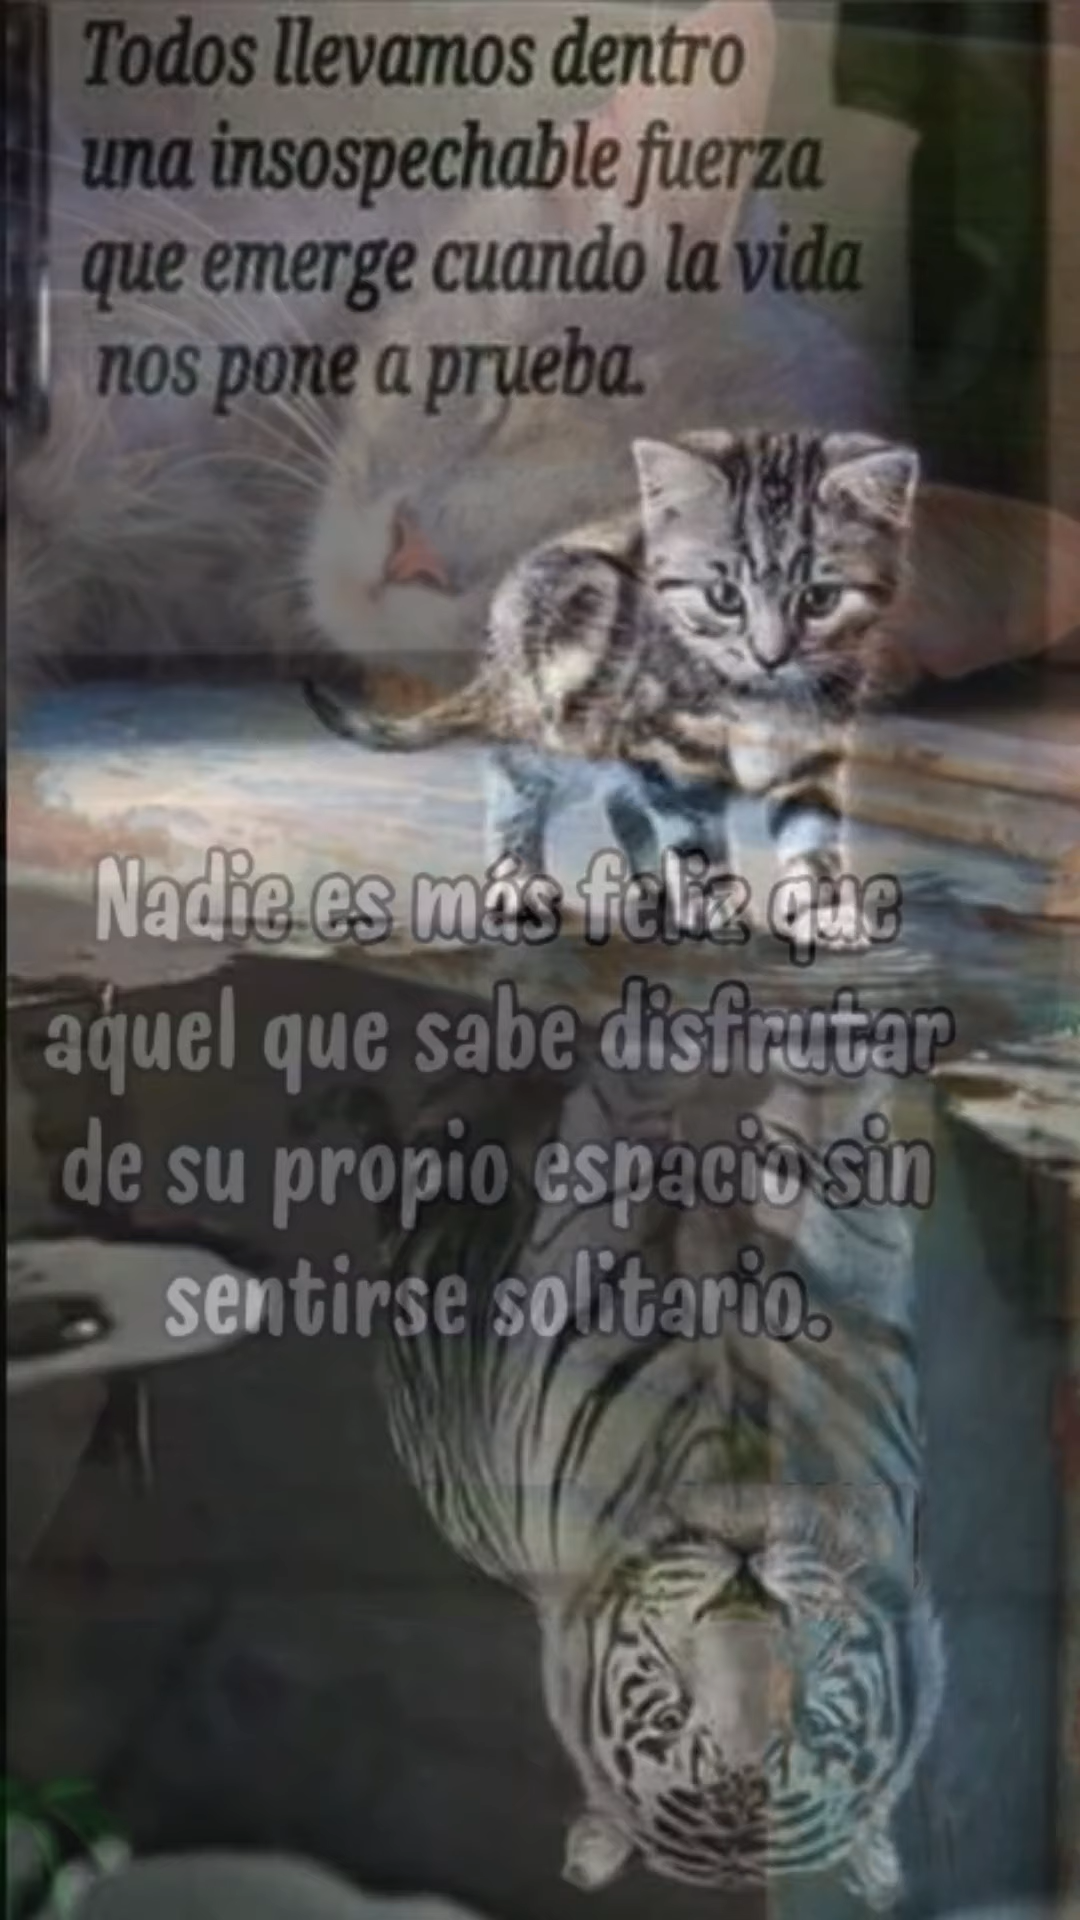 Todos llevamos dentro
una insospechable fuerza
que emerge cuando la vida
nos pone a prueba.
Nadie es más feliz que
aquel que sabe disfrutar
de su propio espacio sin
sentirse solitario.